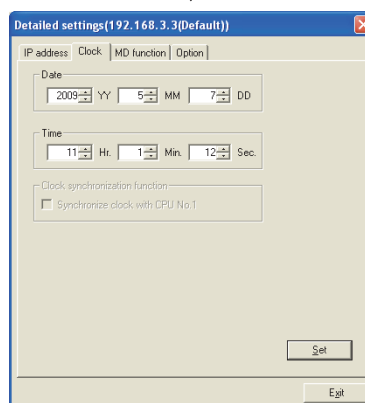 Detailed settings(192.168.3.3(Default))
IP address Clock MD function Option
Date
2009 YY 5 MM 7 DD
Time
11 Hr. 1 Min. 12 Sec.
Clock synchronization function
Synchronize clock with CPU No.1
Set
Exit